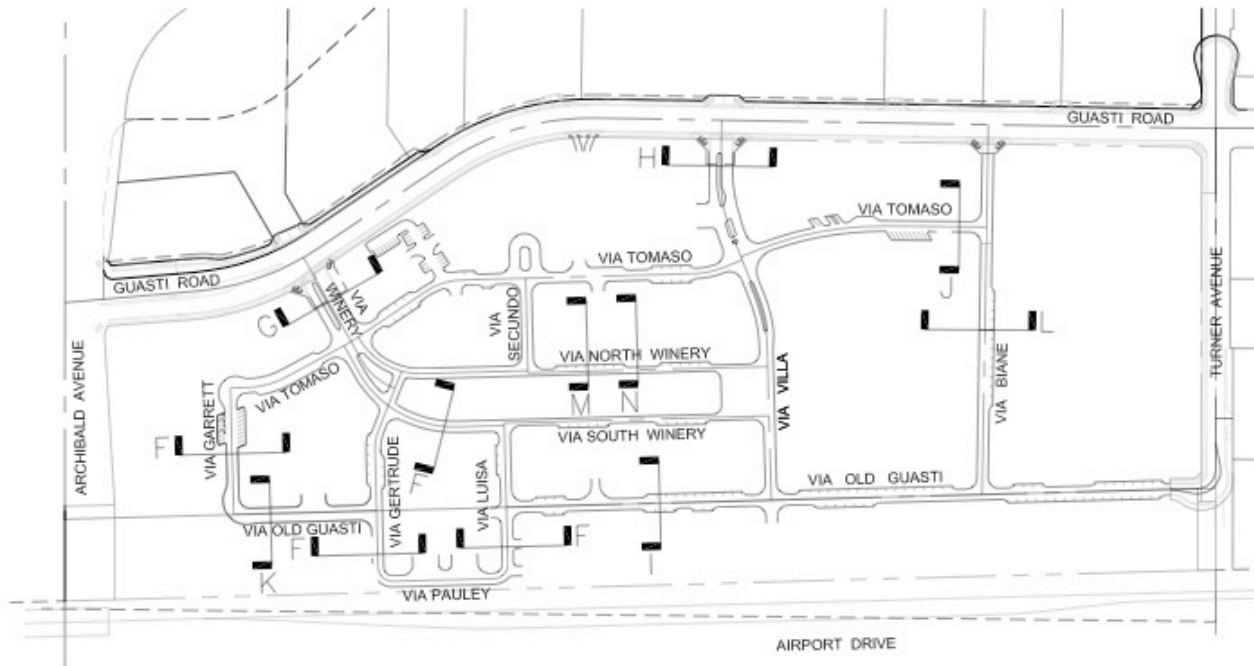 GUASTI ROAD
H
VIA TOMASO
VIA TOMASO
GUASTI ROAD
G
VIA
WINERY
J
L
VIA
SECUNDO
VIA NORTH WINERY
M
N
VIA VILLA
VIA BIANE
TURNER AVENUE
ARCHIBALD AVENUE
VIA TOMASO
VIA GARRETT
F
F
VIA SOUTH WINERY
VIA GERTRUDE
VIA LUISA
VIA OLD GUASTI
VIA OLD GUASTI
F
F
I
K
VIA PAULEY
AIRPORT DRIVE